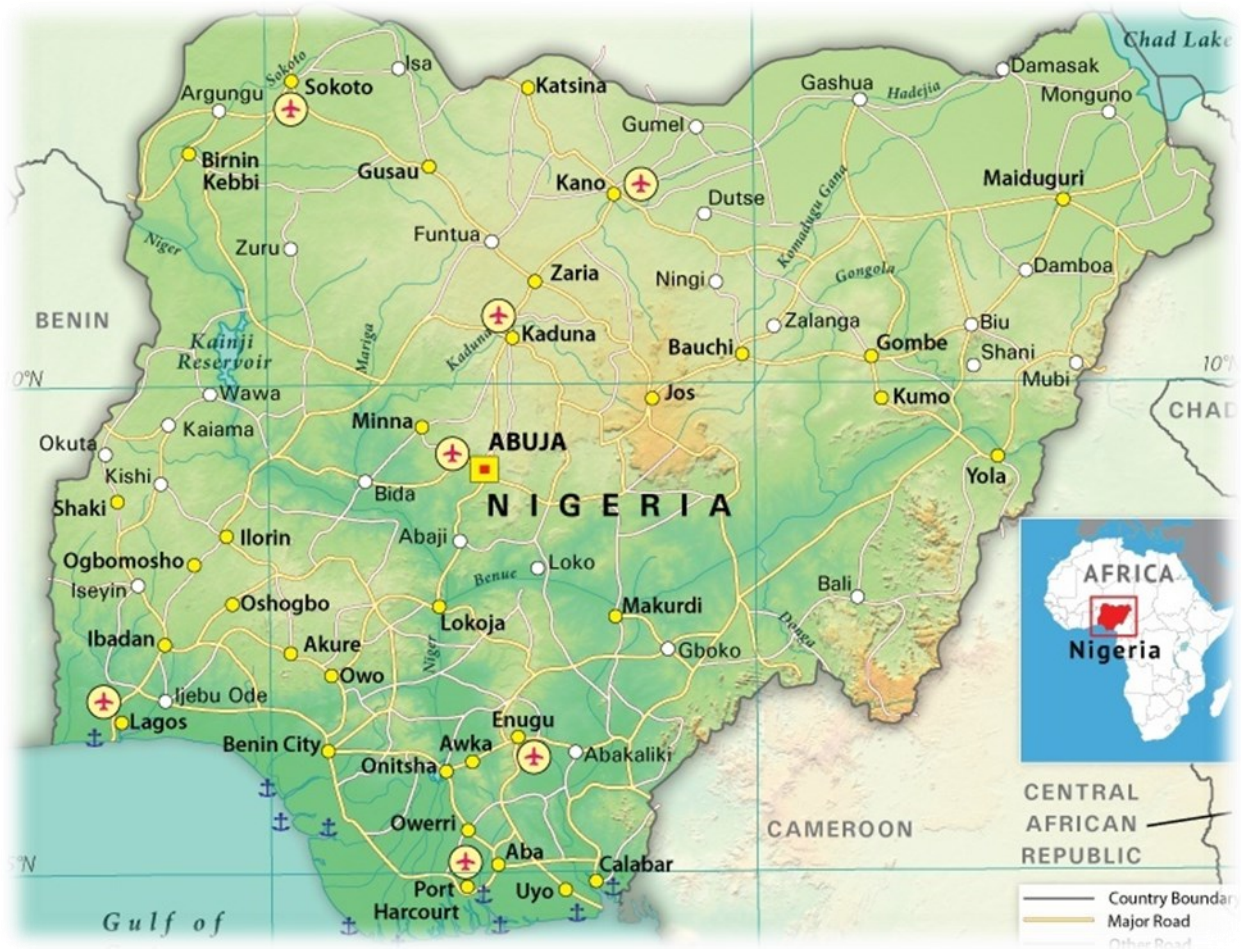 Chad Lake
Sokoto
Isa
Katsina
Damasak
Argungu
Sokoto
Gashua
Hadejia
Monguno
Gumel
Birnin
Kebbi
Gusau
Kano
Maiduguri
Dutse
Komadugu Gana
Niger
Zuru
Funtua
Zaria
Ningi
Gongola
Damboa
BENIN
Kainji
Reservoir
Mariga
Kaduna
Kaduna
Zalanga
Biu
Bauchi
Gombe
Shani
Mubi
0°N
10°
Wawa
Jos
Kumo
CHAD
Minna
Kaiama
ABUJA
Okuta
Kishi
Bida
Yola
Shaki
NIGERIA
Ilorin
Abaji
Ogbomosho
Loko
Iseyin
Benue
Bali
AFRICA
Oshogbo
Lokoja
Makurdi
Donga
Ibadan
Akure
Niger
Gboko
Nigeria
Owo
Ijebu Ode
Lagos
Enugu
Benin City
Awka
Abakaliki
Onitsha
CENTRAL
AFRICAN
REPUBLIC
Owerri
CAMEROON
Aba
Calabar
°N
Port
Harcourt
Uyo
Country Boundary
Major Road
Other Road
Gulf of